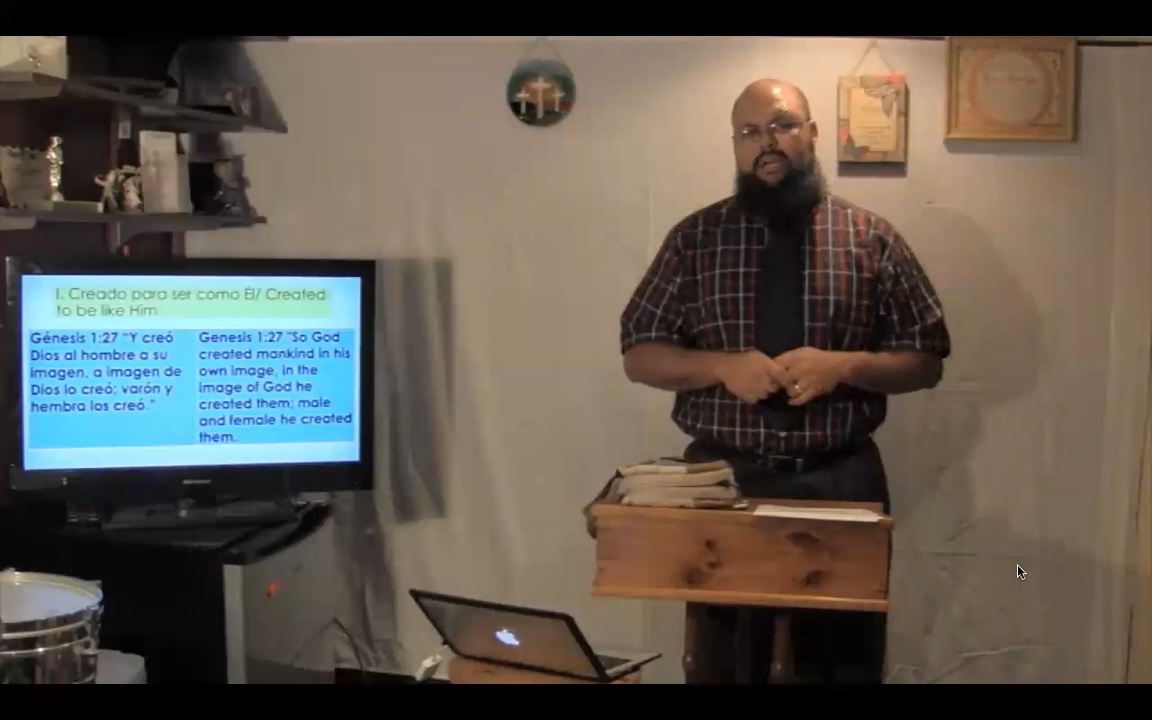 I. Creado para ser como Él/ Created
to be like Him
Génesis 1:27 "Y creó
Dios al hombre a su
imagen, a imagen de
Dios lo creó; varón y
hembra los creó."
Genesis 1:27 "So God
created mankind in his
own image, in the
image of God he
created them; male
and female he created
them.